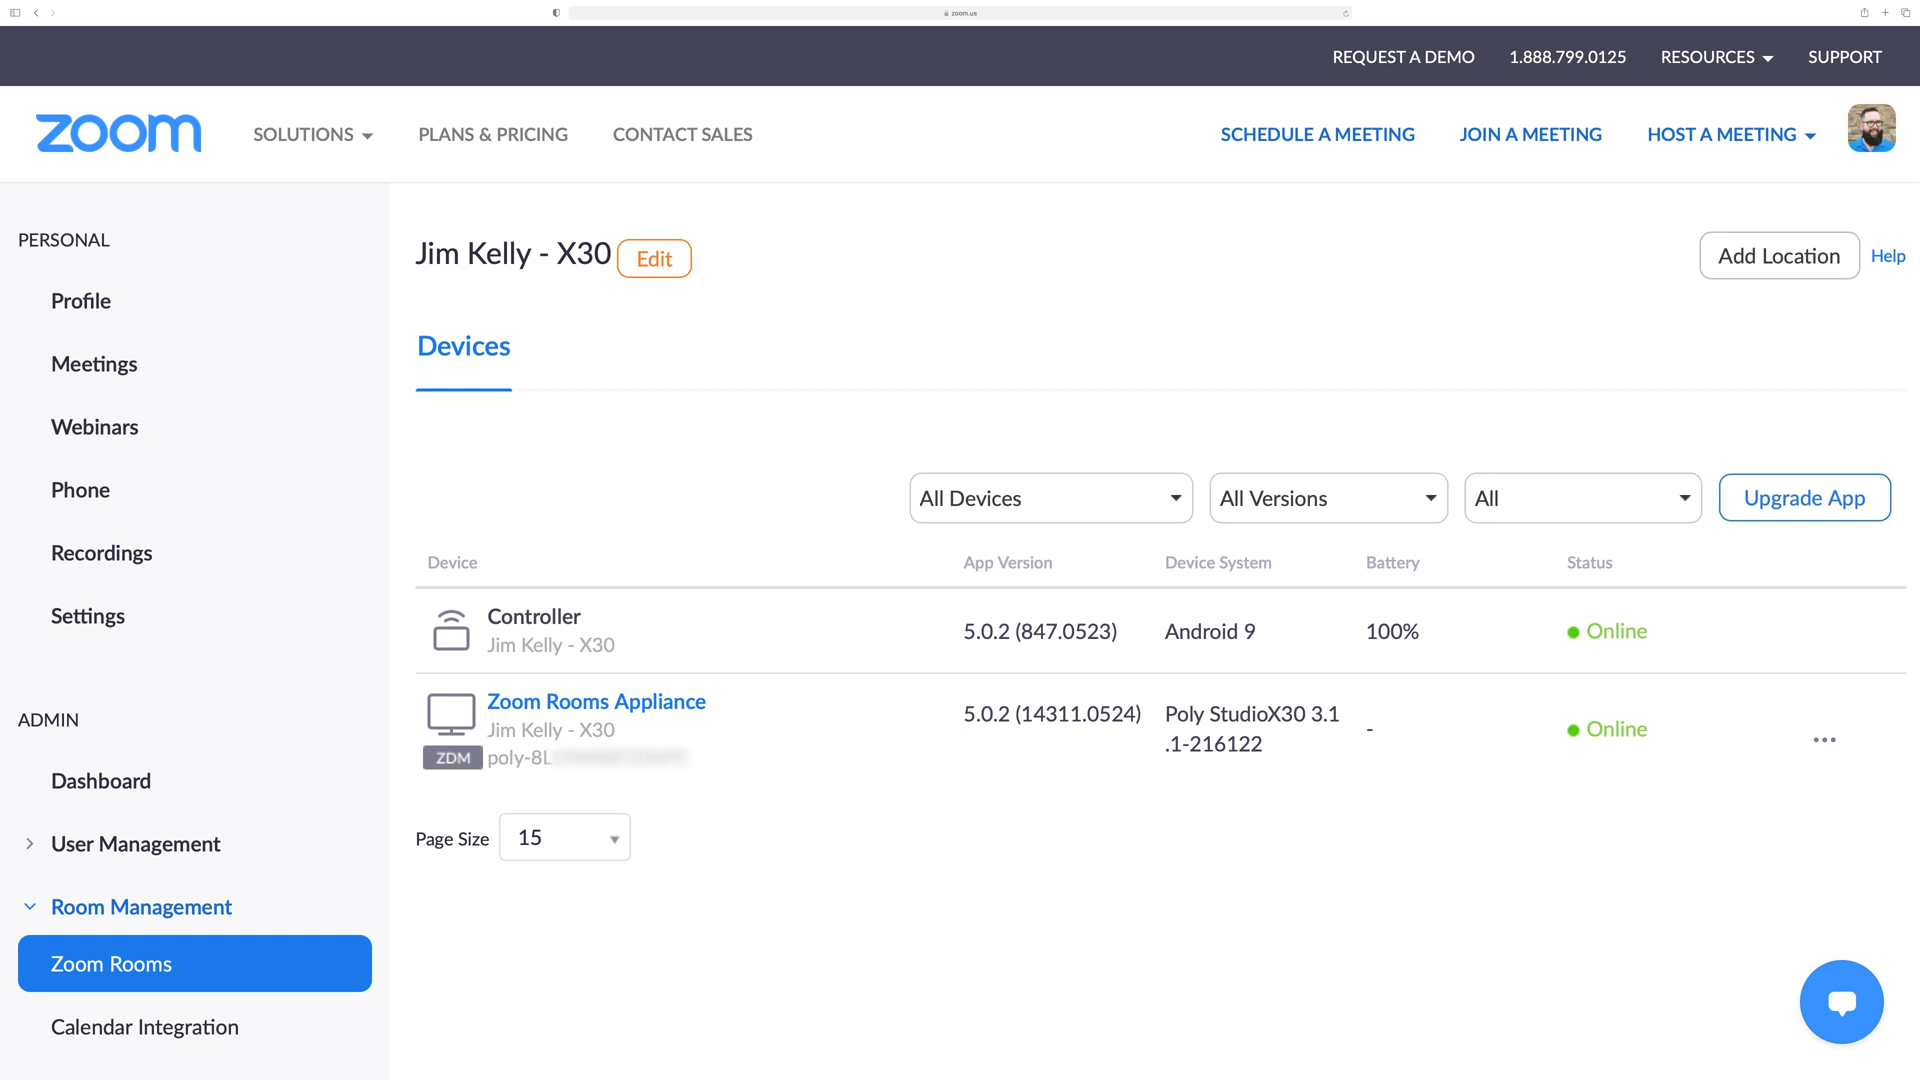 zoom.us
REQUEST A DEMO 1.888.799.0125 RESOURCES SUPPORT
zoom SOLUTIONS PLANS & PRICING CONTACT SALES SCHEDULE A MEETING JOIN A MEETING HOST A MEETING
PERSONAL
Profile
Meetings
Webinars
Phone
Recordings
Settings
ADMIN
Dashboard
User Management
Room Management
Zoom Rooms
Calendar Integration
Jim Kelly - X30 Edit
Add Location Help
Devices
All Devices All Versions All Upgrade App
Device App Version Device System Battery Status
Controller
Jim Kelly - X30
5.0.2 (847.0523) Android 9 100% Online
Zoom Rooms Appliance
Jim Kelly - X30
ZDM poly-8L
5.0.2 (14311.0524) Poly StudioX30 3.1
.1-216122
- Online
Page Size 15